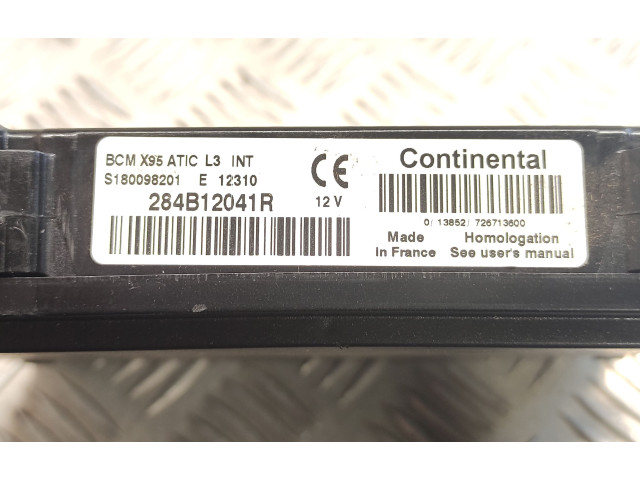 BCM X95 ATIC L3 INT
S180098201 E 12310
284B12041R
CE
12 V
Continental
0/ 13852/ 726713600
Made in France
Homologation
See user's manual